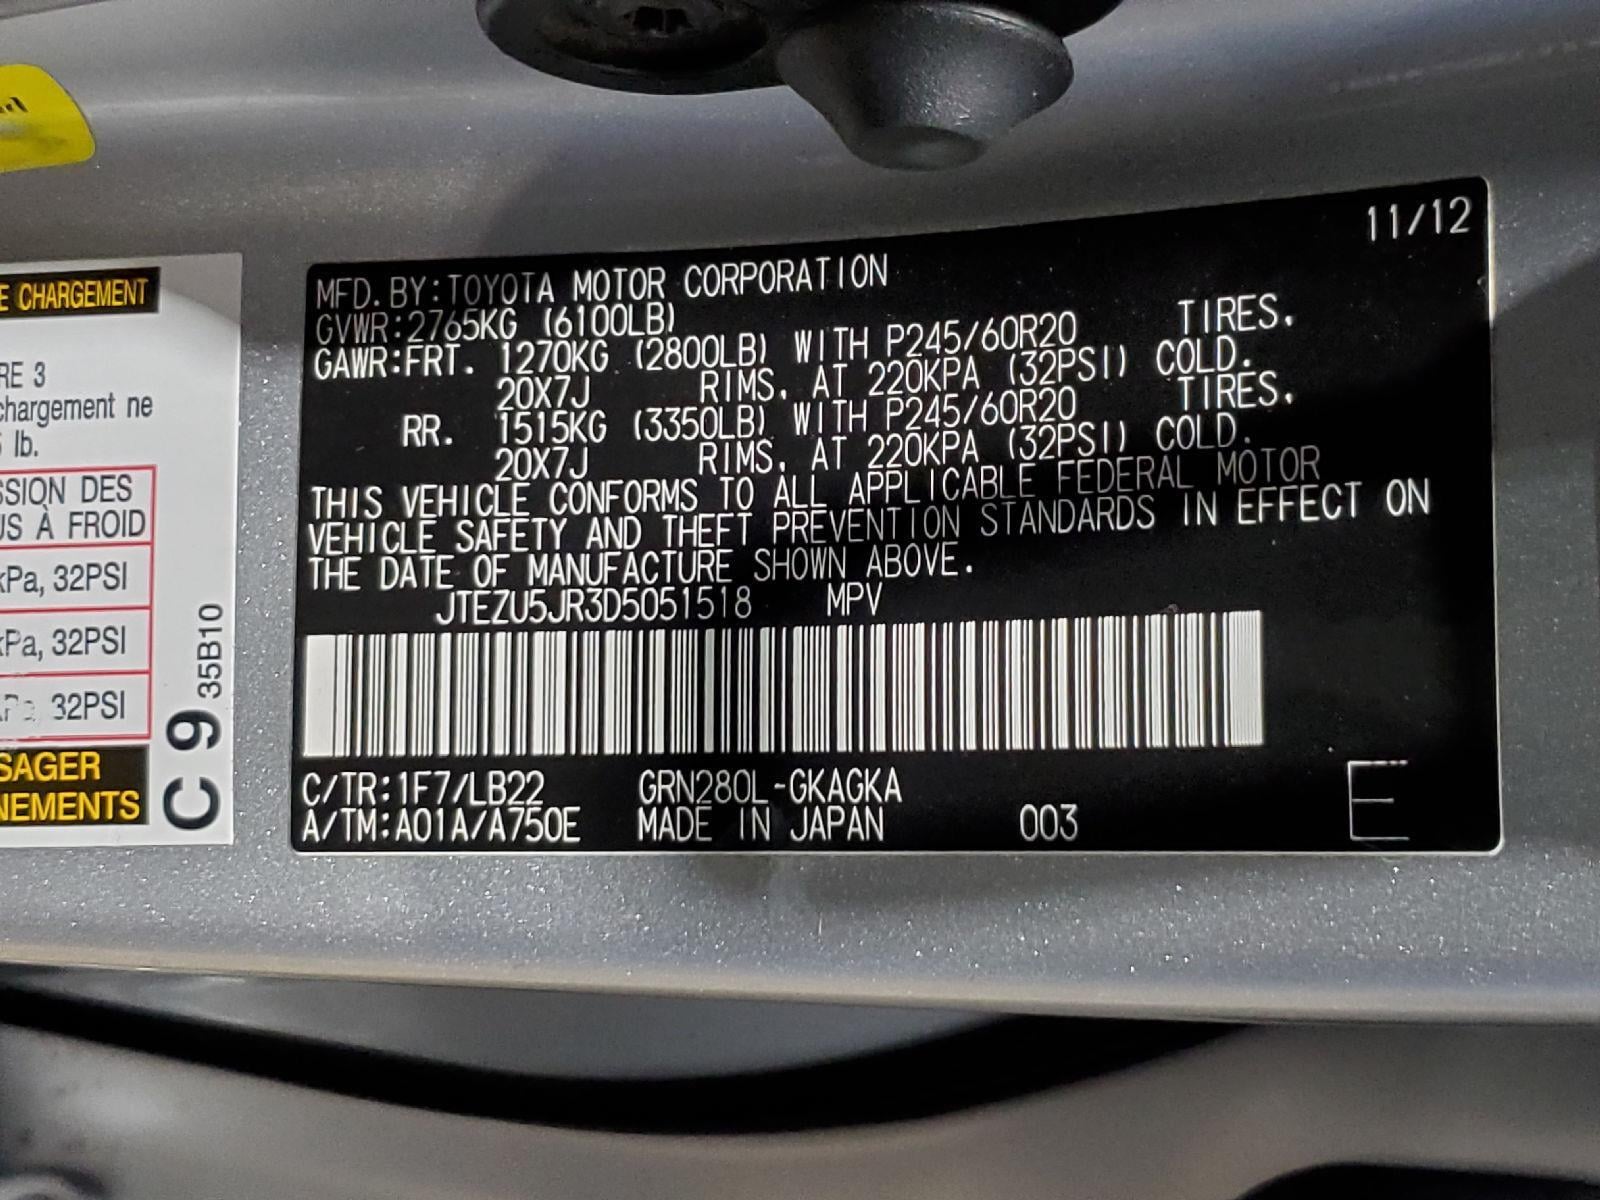 E CHARGEMENT
RE 3
chargement ne
lb.
SSION DES
US À FROID
kPa, 32PSI
kPa, 32PSI
32PSI
SAGER
NEMENTS
C 9 35B10
11/12
MFD. BY: TOYOTA MOTOR CORPORATION
GVWR: 2765KG (6100LB)
GAWR: FRT. 1270KG (2800LB) WITH P245/60R20 TIRES,
20X7J RIMS, AT 220KPA (32PSI) COLD.
RR. 1515KG (3350LB) WITH P245/60R20 TIRES,
20X7J RIMS, AT 220KPA (32PSI) COLD.
THIS VEHICLE CONFORMS TO ALL APPLICABLE FEDERAL MOTOR
VEHICLE SAFETY AND THEFT PREVENTION STANDARDS IN EFFECT ON
THE DATE OF MANUFACTURE SHOWN ABOVE.
JTEZU5JR3D5051518 MPV
C/TR: 1F7/LB22 GRN280L-GKAGKA
A/TM: A01A/A750E MADE IN JAPAN 003 E